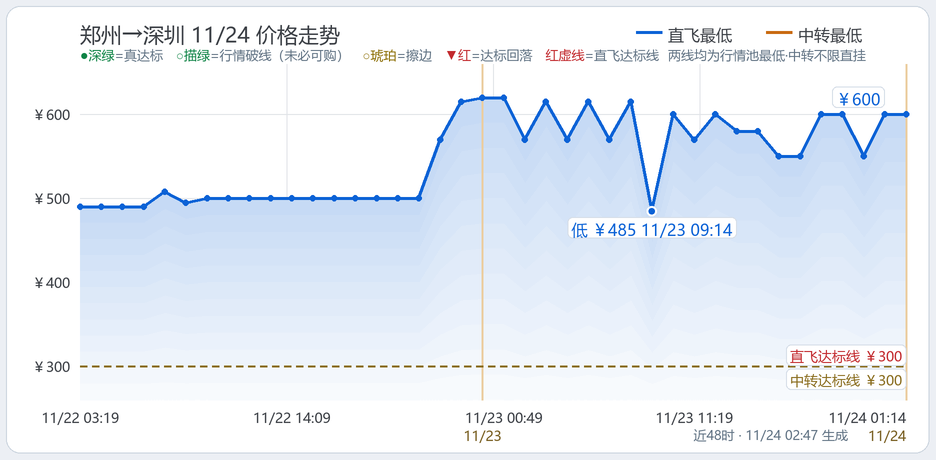 郑州→深圳 11/24 价格走势
直飞最低 中转最低
●深绿=真达标 ○描绿=行情破线（未必可购） ○琥珀=擦边 ▼红=达标回落 红虚线=直飞达标线 两线均为行情池最低·中转不限直挂
¥600
¥600
¥500
低 ¥485 11/23 09:14
¥400
直飞达标线 ¥300
¥300
中转达标线 ¥300
11/22 03:19 11/22 14:09 11/23 00:49 11/23 11:19 11/24 01:14
11/23 近48时 · 11/24 02:47 生成 11/24